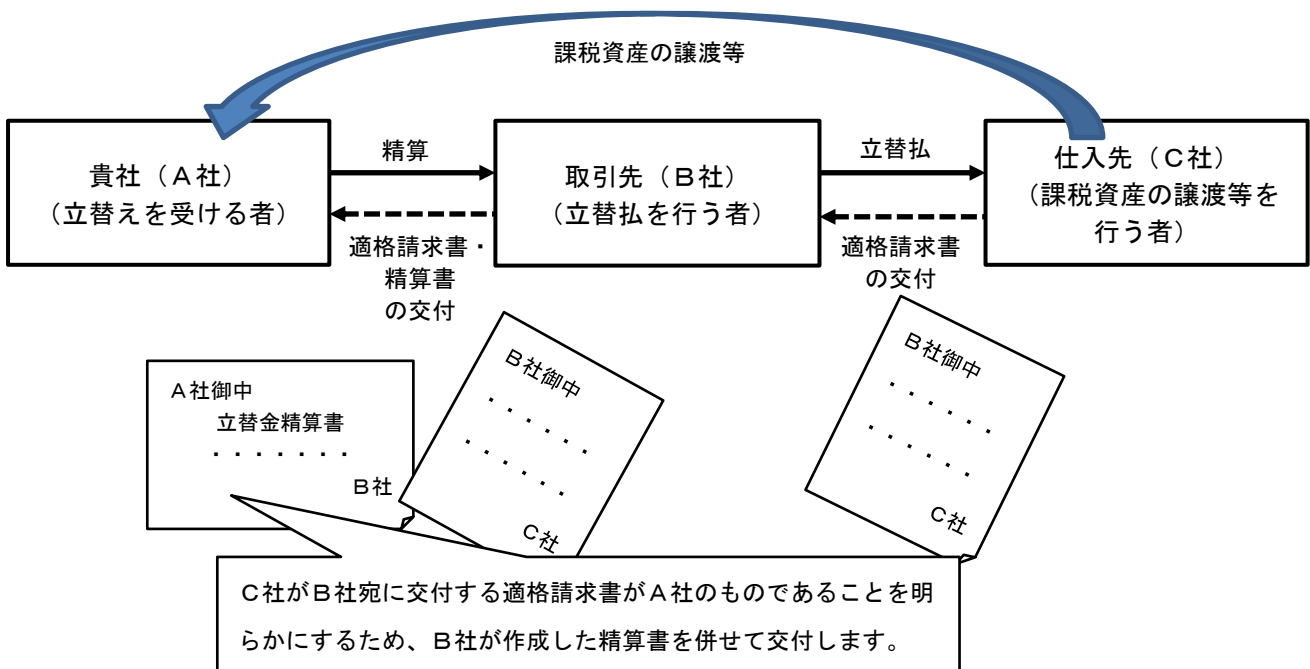 課税資産の譲渡等
貴社（Ａ社）
（立替えを受ける者）
精算
適格請求書・
精算書
の交付
取引先（Ｂ社）
（立替払を行う者）
立替払
適格請求書
の交付
仕入先（Ｃ社）
（課税資産の譲渡等を
行う者）
Ａ社御中
立替金精算書
・・・・・・・
Ｂ社
Ｂ社御中
・・・・・・
・・・・・・
Ｃ社
Ｂ社御中
・・・・・・
・・・・・・
Ｃ社
Ｃ社がＢ社宛に交付する適格請求書がＡ社のものであることを明
らかにするため、Ｂ社が作成した精算書を併せて交付します。